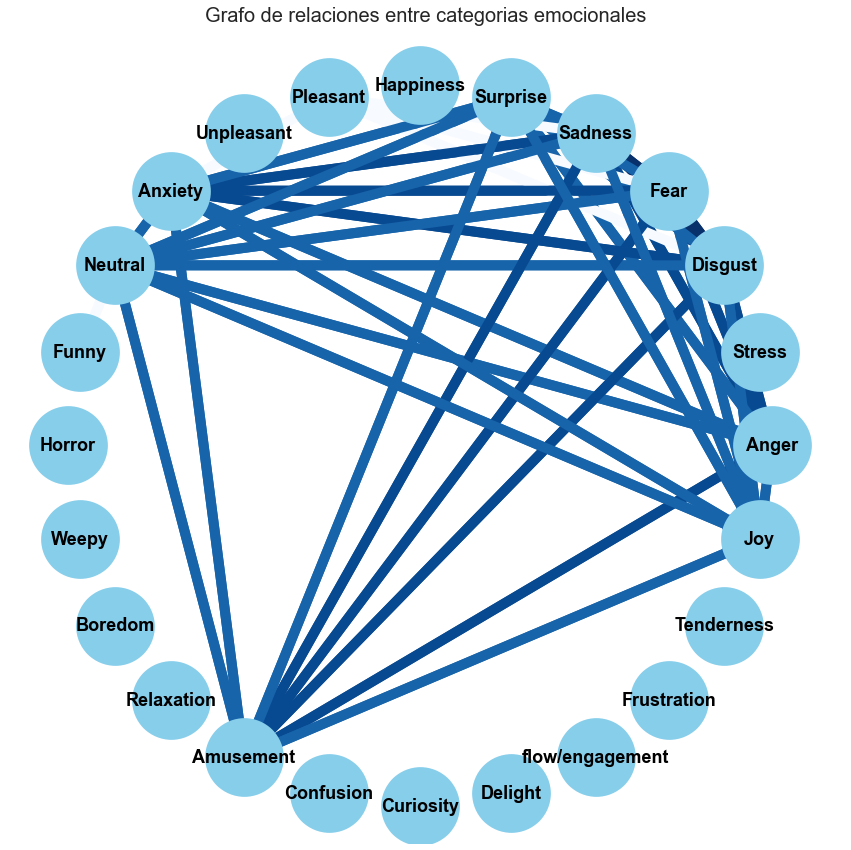 Grafo de relaciones entre categorias emocionales
Happiness
Pleasant
Surprise
Unpleasant
Sadness
Anxiety
Fear
Neutral
Disgust
Funny
Stress
Horror
Anger
Weepy
Joy
Boredom
Tenderness
Relaxation
Frustration
Amusement
flow/engagement
Confusion
Delight
Curiosity